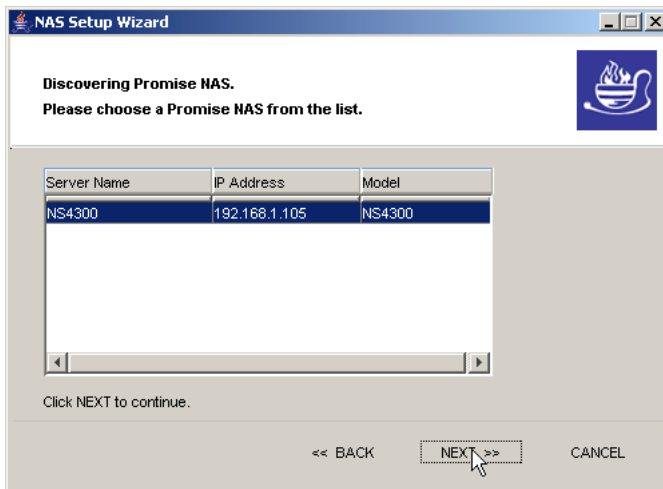 NAS Setup Wizard
Discovering Promise NAS.
Please choose a Promise NAS from the list.
Server Name IP Address Model
NS4300 192.168.1.105 NS4300
Click NEXT to continue.
<< BACK NEXT >> CANCEL